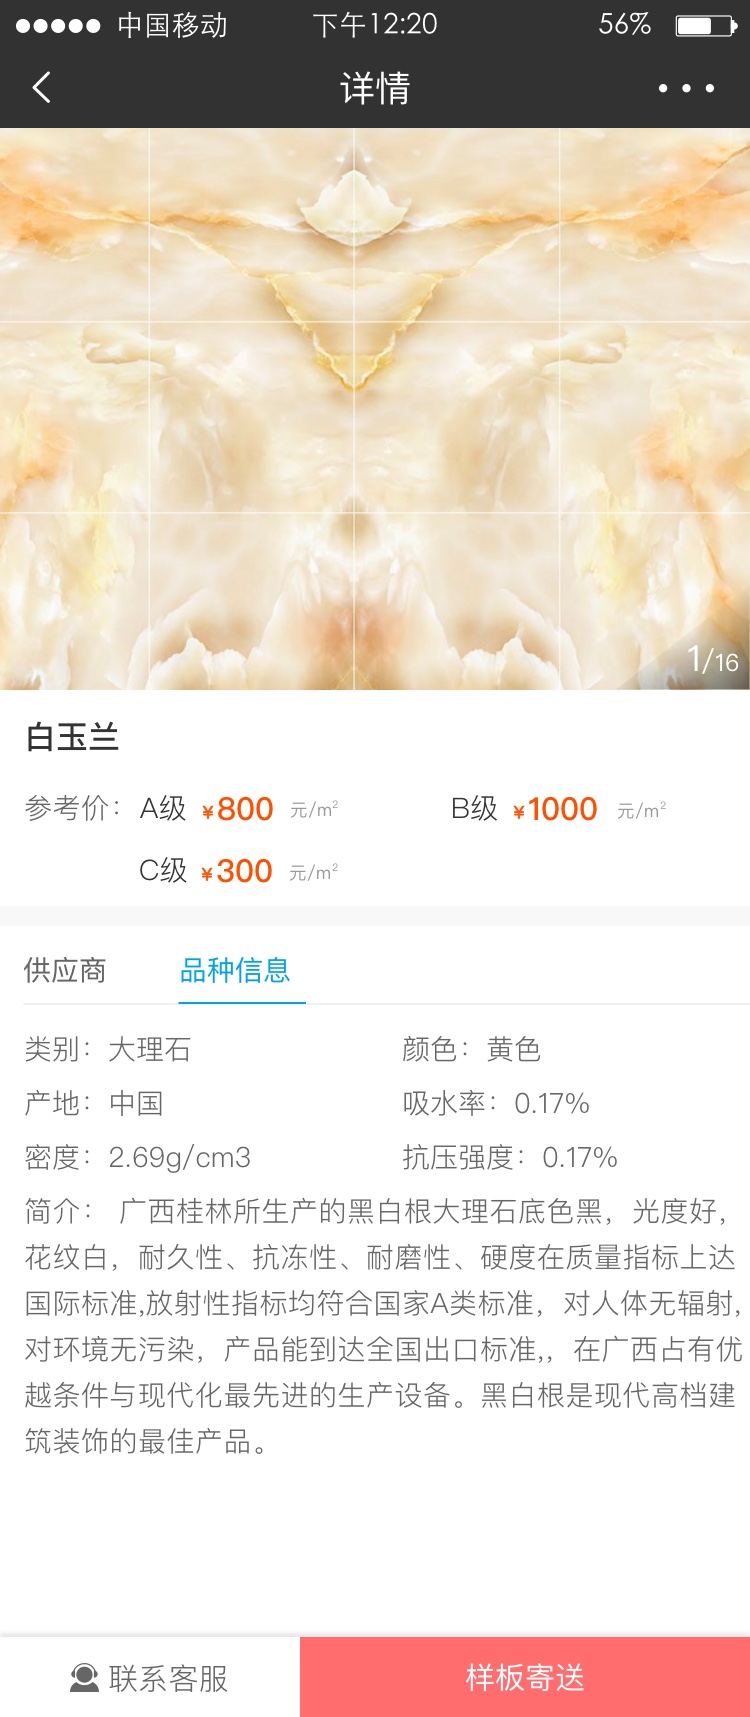 中国移动 下午12:20 56%
详情
1/16
白玉兰
参考价： A级 ¥800 元/m² B级 ¥1000 元/m²
C级 ¥300 元/m²
供应商 品种信息
类别：大理石 颜色：黄色
产地：中国 吸水率：0.17%
密度：2.69g/cm3 抗压强度：0.17%
简介： 广西桂林所生产的黑白根大理石底色黑，光度好，
花纹白，耐久性、抗冻性、耐磨性、硬度在质量指标上达
国际标准,放射性指标均符合国家A类标准，对人体无辐射,
对环境无污染，产品能到达全国出口标准,，在广西占有优
越条件与现代化最先进的生产设备。黑白根是现代高档建
筑装饰的最佳产品。
联系客服 样板寄送